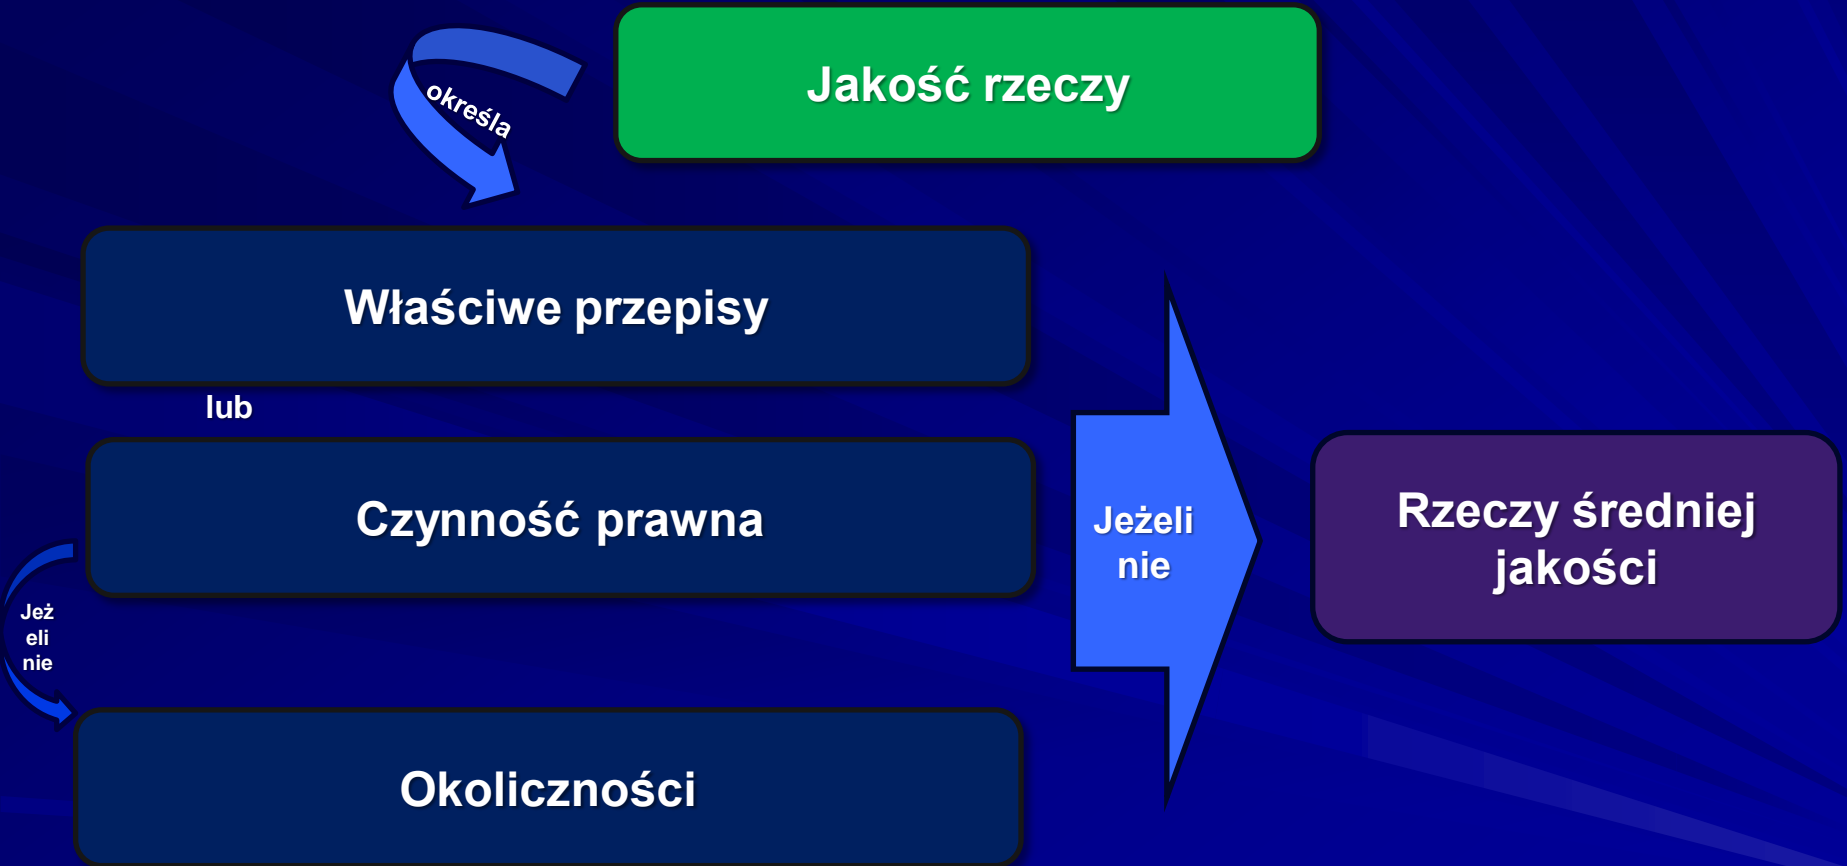 Jakość rzeczy
określa
Właściwe przepisy
lub
Czynność prawna
Jeż
eli
nie
Okoliczności
Jeżeli
nie
Rzeczy średniej
jakości